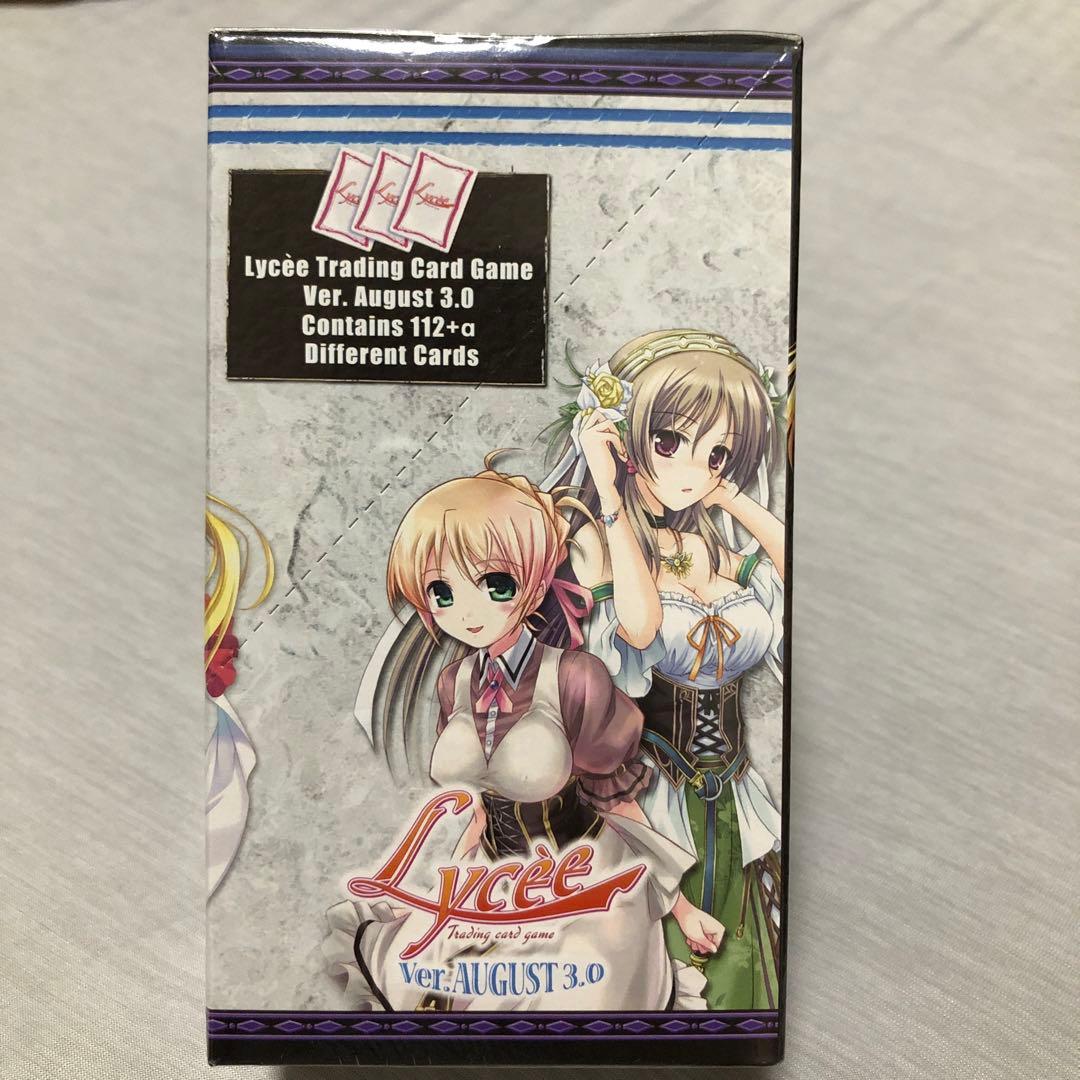 Lycèe
Lycèe Trading Card Game
Ver. August 3.0
Contains 112+α
Different Cards
Lycèe
Trading card game
Ver.AUGUST 3.0